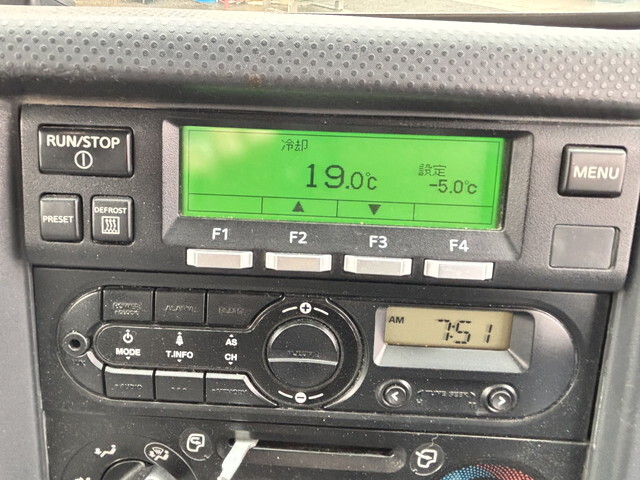 RUN/STOP
冷却
19.0℃
設定
-5.0℃
MENU
PRESET
DEFROST
▲ ▼
F1 F2 F3 F4
AM 7:51
MODE T.INFO AS CH